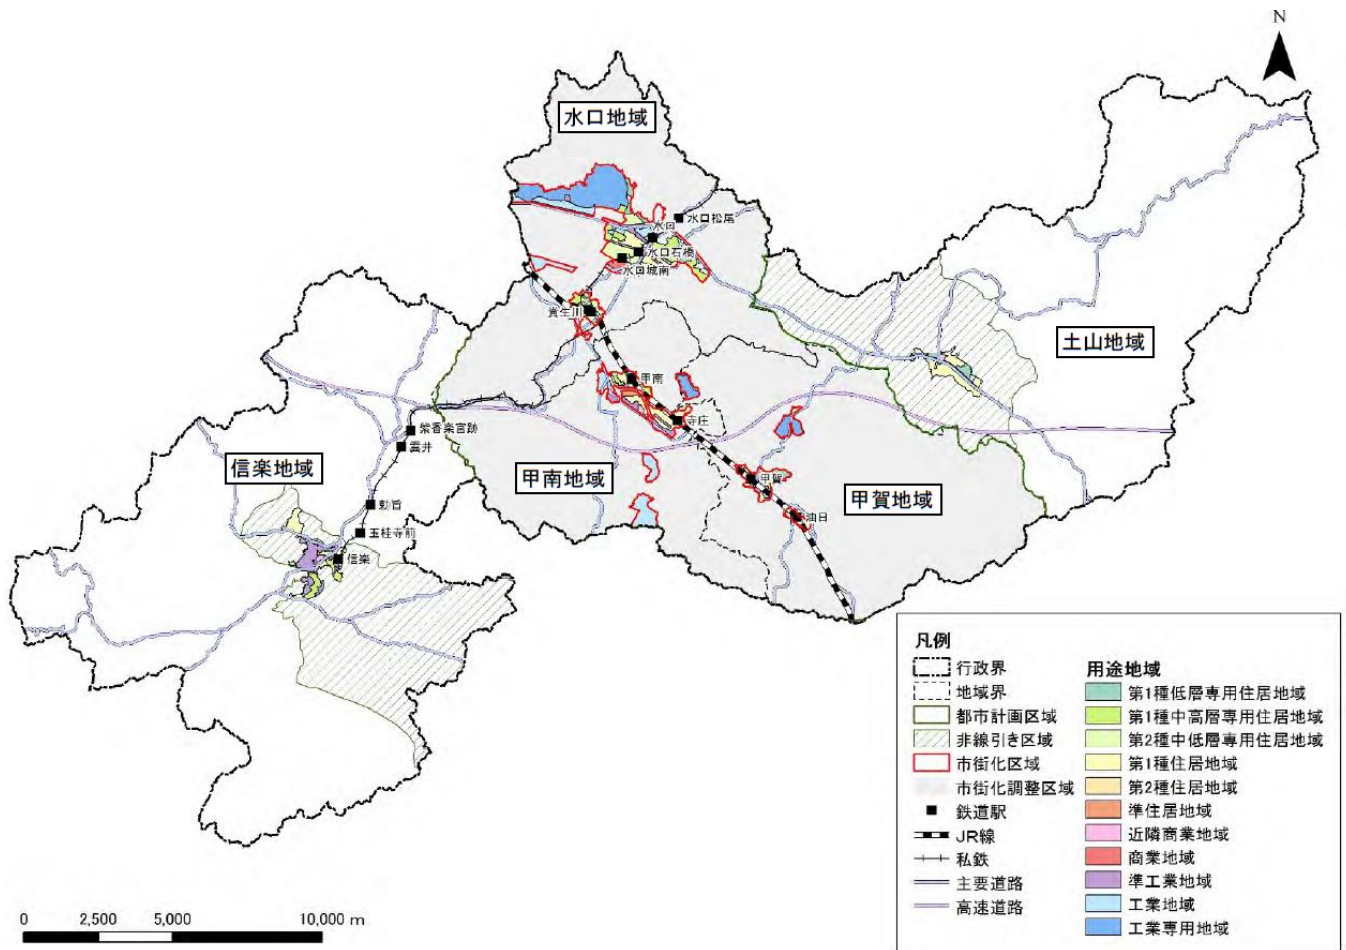 N
水口地域
水口松尾
水口
水口石橋
水口城南
貴生川
土山地域
甲南
寺庄
紫香楽宮跡
雲井
信楽地域
甲南地域
甲賀
甲賀地域
勅旨
油日
玉桂寺前
信楽
凡例
行政界
地域界
都市計画区域
非線引き区域
市街化区域
市街化調整区域
鉄道駅
JR線
私鉄
主要道路
高速道路
用途地域
第1種低層専用住居地域
第1種中高層専用住居地域
第2種中低層専用住居地域
第1種住居地域
第2種住居地域
準住居地域
近隣商業地域
商業地域
準工業地域
工業地域
工業専用地域
0 2,500 5,000 10,000 m